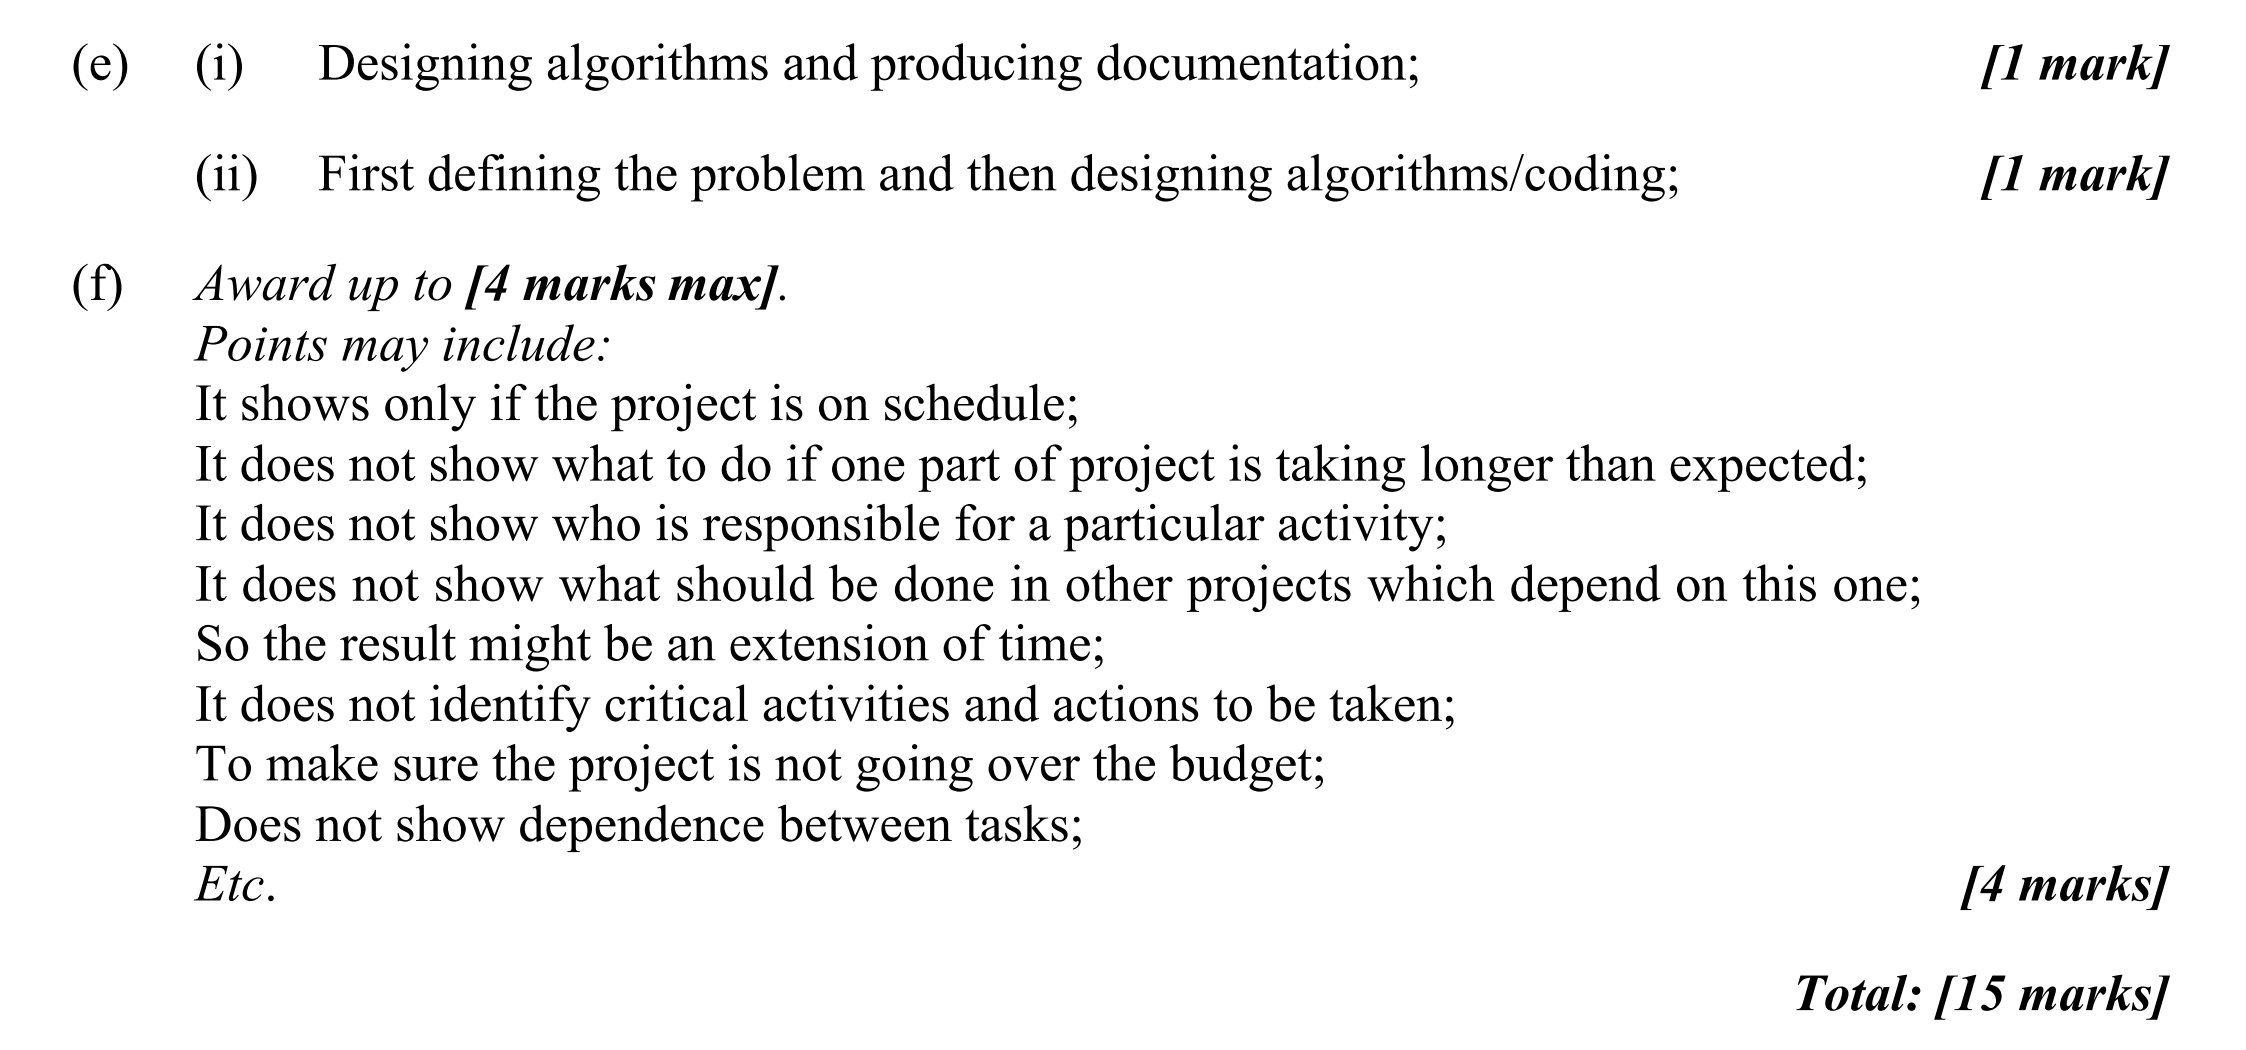 (e) (i) Designing algorithms and producing documentation; [1 mark]
(ii) First defining the problem and then designing algorithms/coding; [1 mark]
(f) Award up to [4 marks max].
Points may include:
It shows only if the project is on schedule;
It does not show what to do if one part of project is taking longer than expected;
It does not show who is responsible for a particular activity;
It does not show what should be done in other projects which depend on this one;
So the result might be an extension of time;
It does not identify critical activities and actions to be taken;
To make sure the project is not going over the budget;
Does not show dependence between tasks;
Etc. [4 marks]
Total: [15 marks]